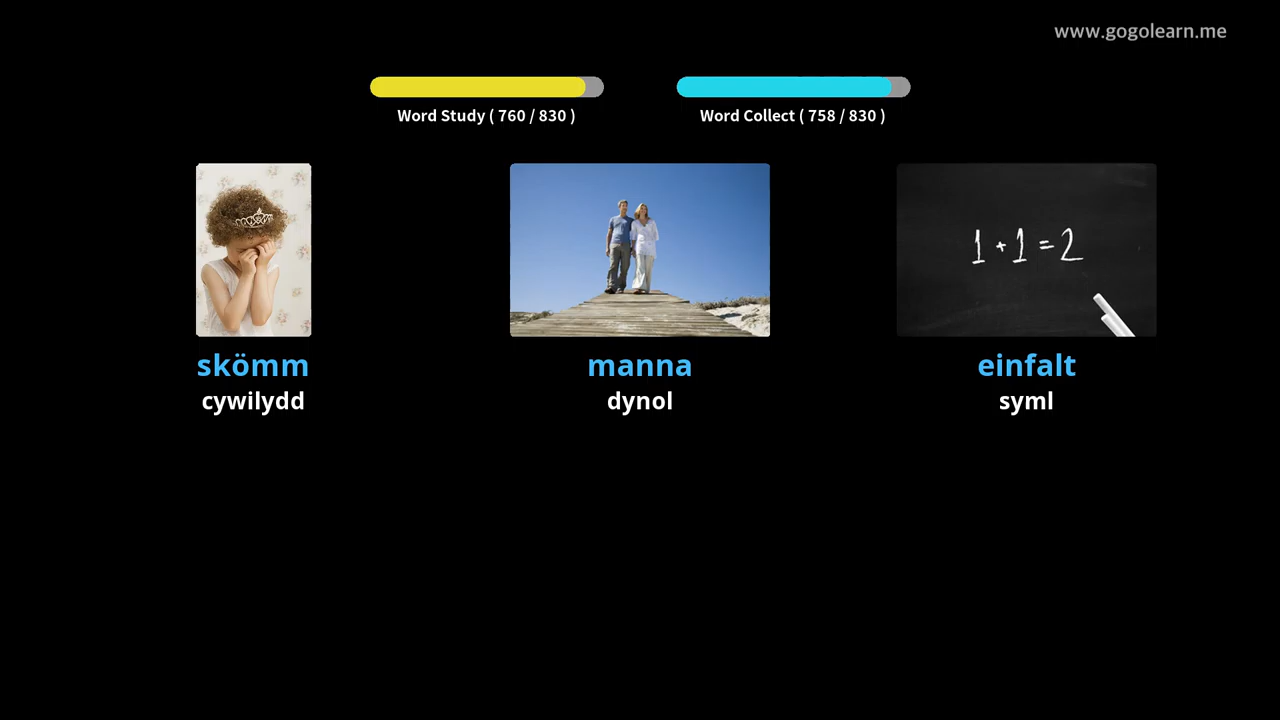 www.gogolearn.me
Word Study ( 760 / 830 )
Word Collect ( 758 / 830 )
1 + 1 = 2
skömm
manna
einfalt
cywilydd
dynol
syml